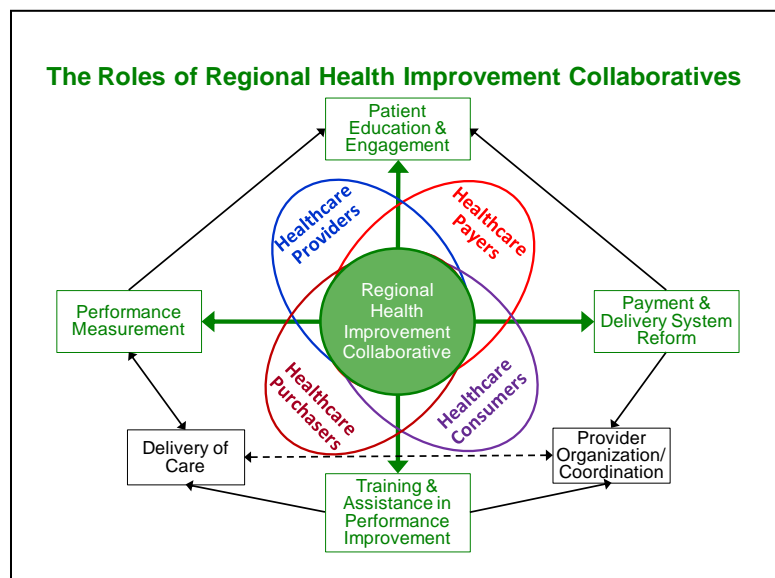 The Roles of Regional Health Improvement Collaboratives
Patient
Education &
Engagement
Healthcare
Providers
Healthcare
Payers
Performance
Measurement
Regional
Health
Improvement
Collaborative
Payment &
Delivery System
Reform
Healthcare
Purchasers
Healthcare
Consumers
Delivery of
Care
Provider
Organization/
Coordination
Training &
Assistance in
Performance
Improvement